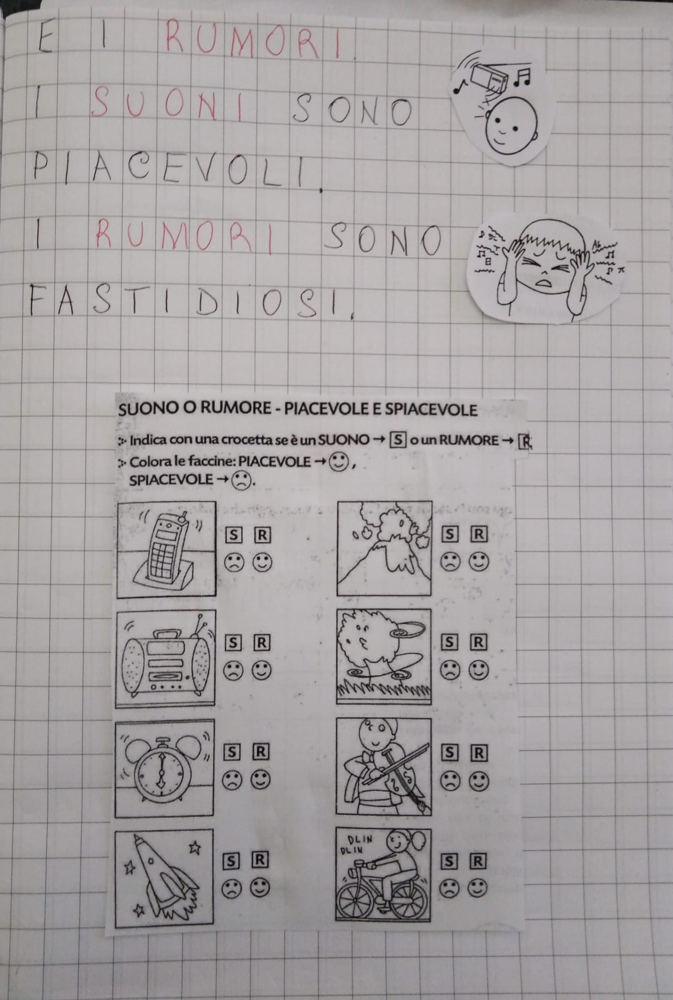 E I RUMORI.
I SUONI SONO
PIACEVOLI.
I RUMORI SONO
FASTIDIOSI.
SUONO O RUMORE - PIACEVOLE E SPIACEVOLE
Indica con una crocetta se è un SUONO → S o un RUMORE → R.
Colora le faccine: PIACEVOLE → ,
SPIACEVOLE → .
S R
S R
S R
S R
S R
S R
S R
DLIN
DLIN
S R